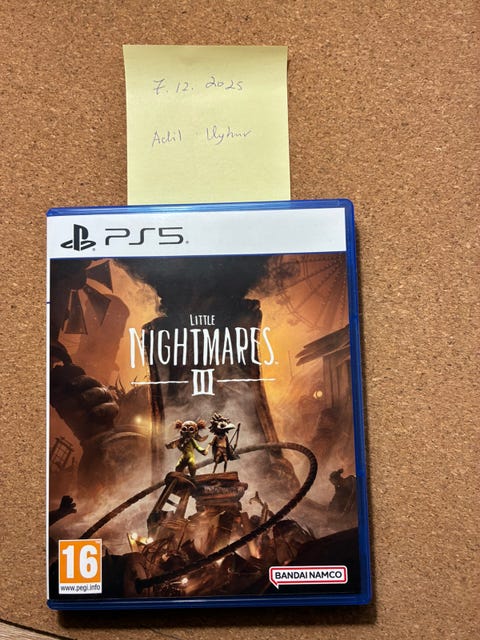 7.12.2025
Adil Uyhur
PS5
LITTLE
NIGHTMARES
III
16
www.pegi.info
BANDAI NAMCO